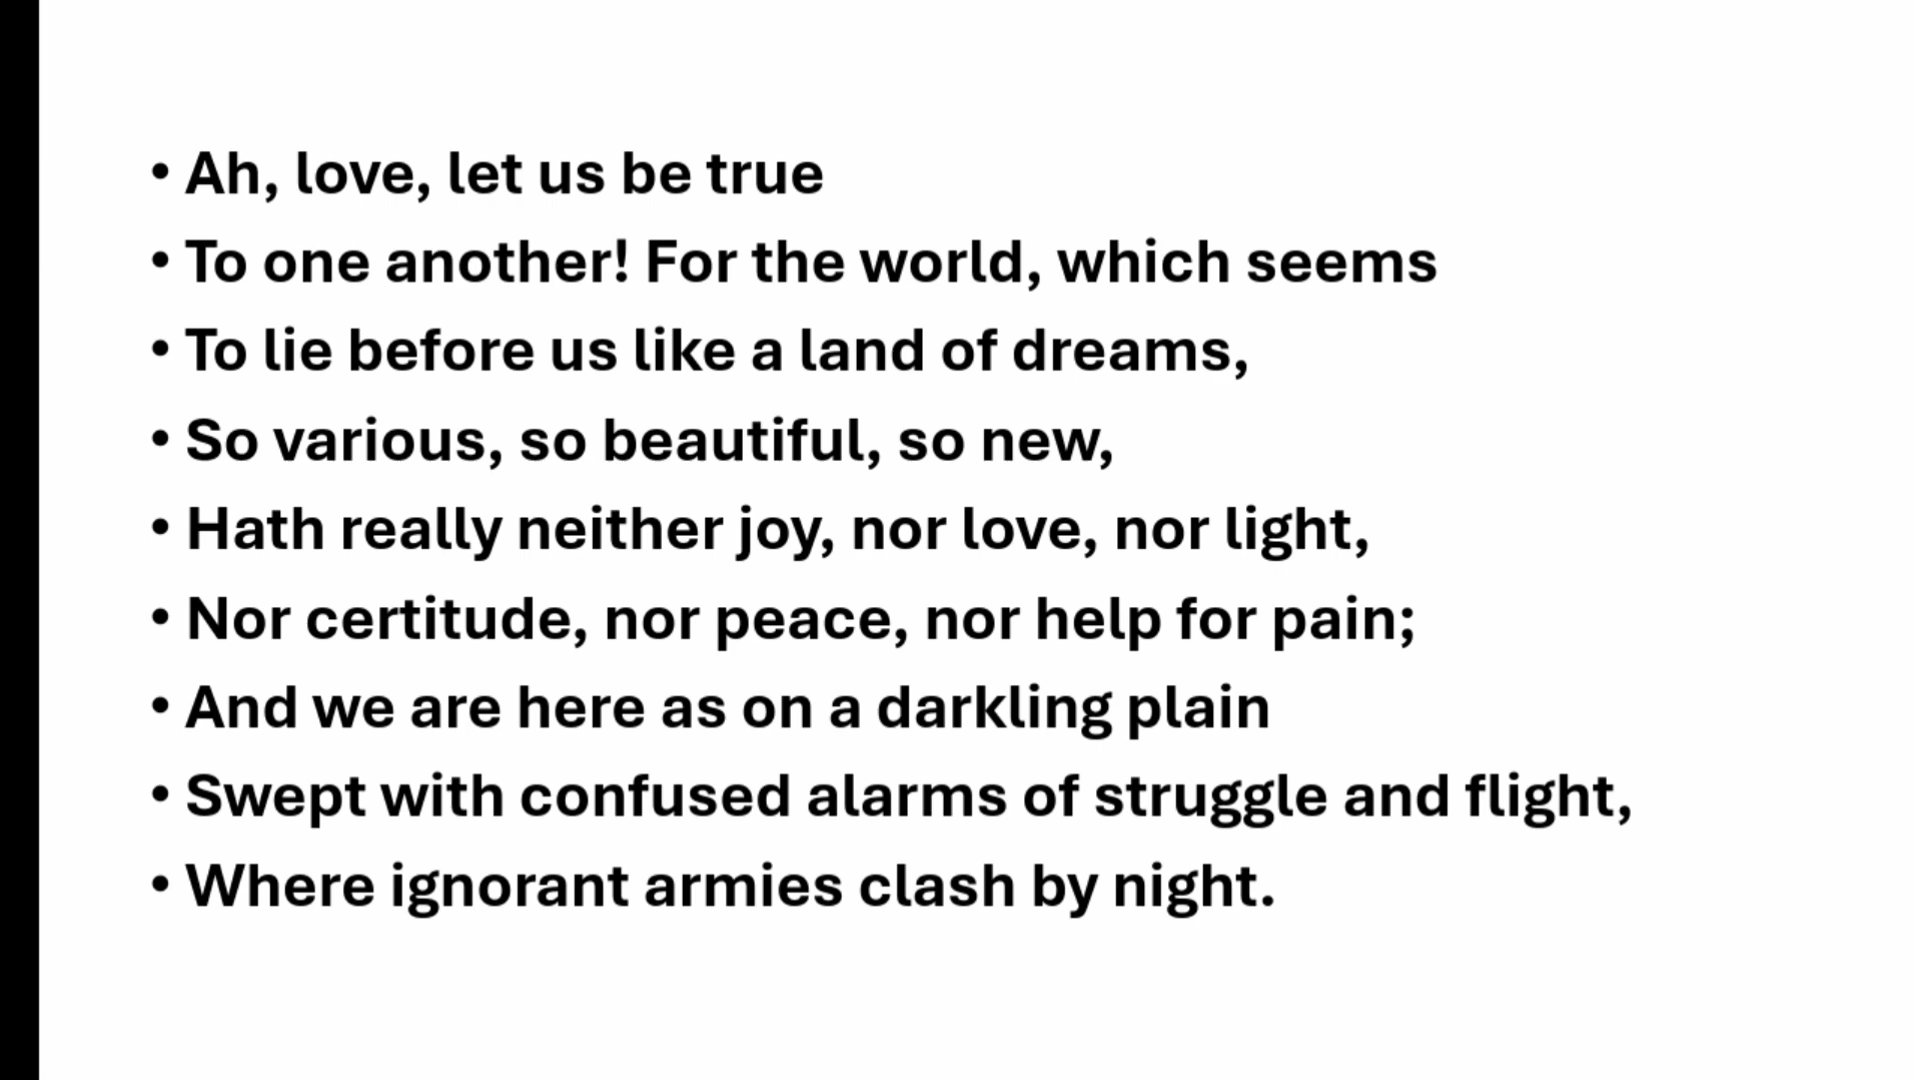 • Ah, love, let us be true
• To one another! For the world, which seems
• To lie before us like a land of dreams,
• So various, so beautiful, so new,
• Hath really neither joy, nor love, nor light,
• Nor certitude, nor peace, nor help for pain;
• And we are here as on a darkling plain
• Swept with confused alarms of struggle and flight,
• Where ignorant armies clash by night.